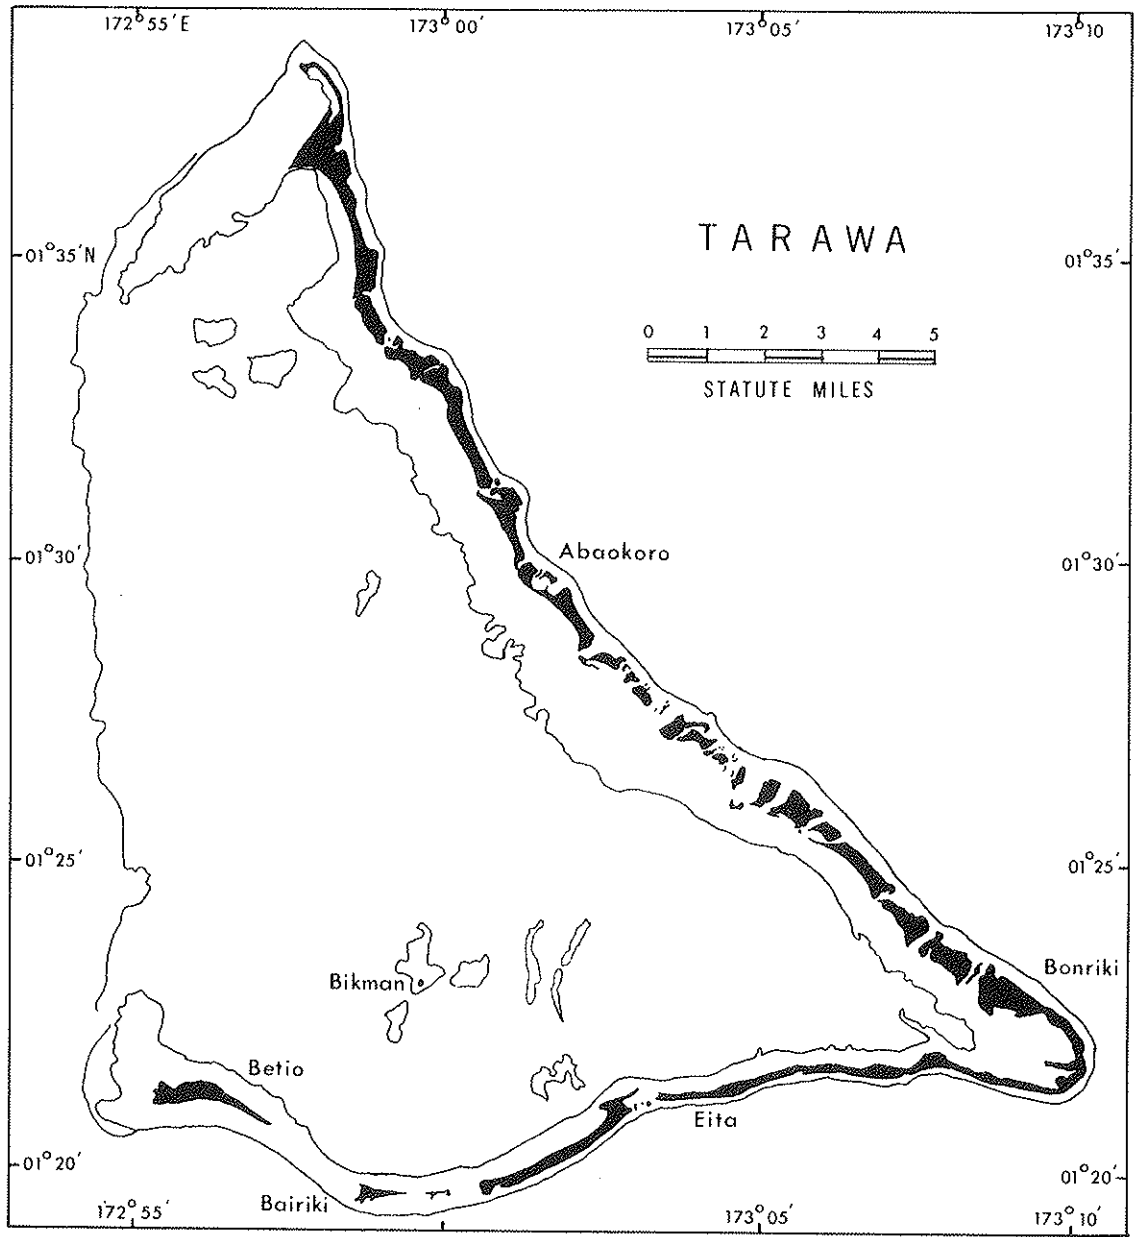 172°55′E 173°00′ 173°05′ 173°10′
TARAWA
01°35′N 01°35′
0 1 2 3 4 5
STATUTE MILES
Abaokoro
01°30′ 01°30′
01°25′ 01°25′
Bonriki
Bikman
Betio
Eita
01°20′ 01°20′
Bairiki
172°55′ 173°05′ 173°10′